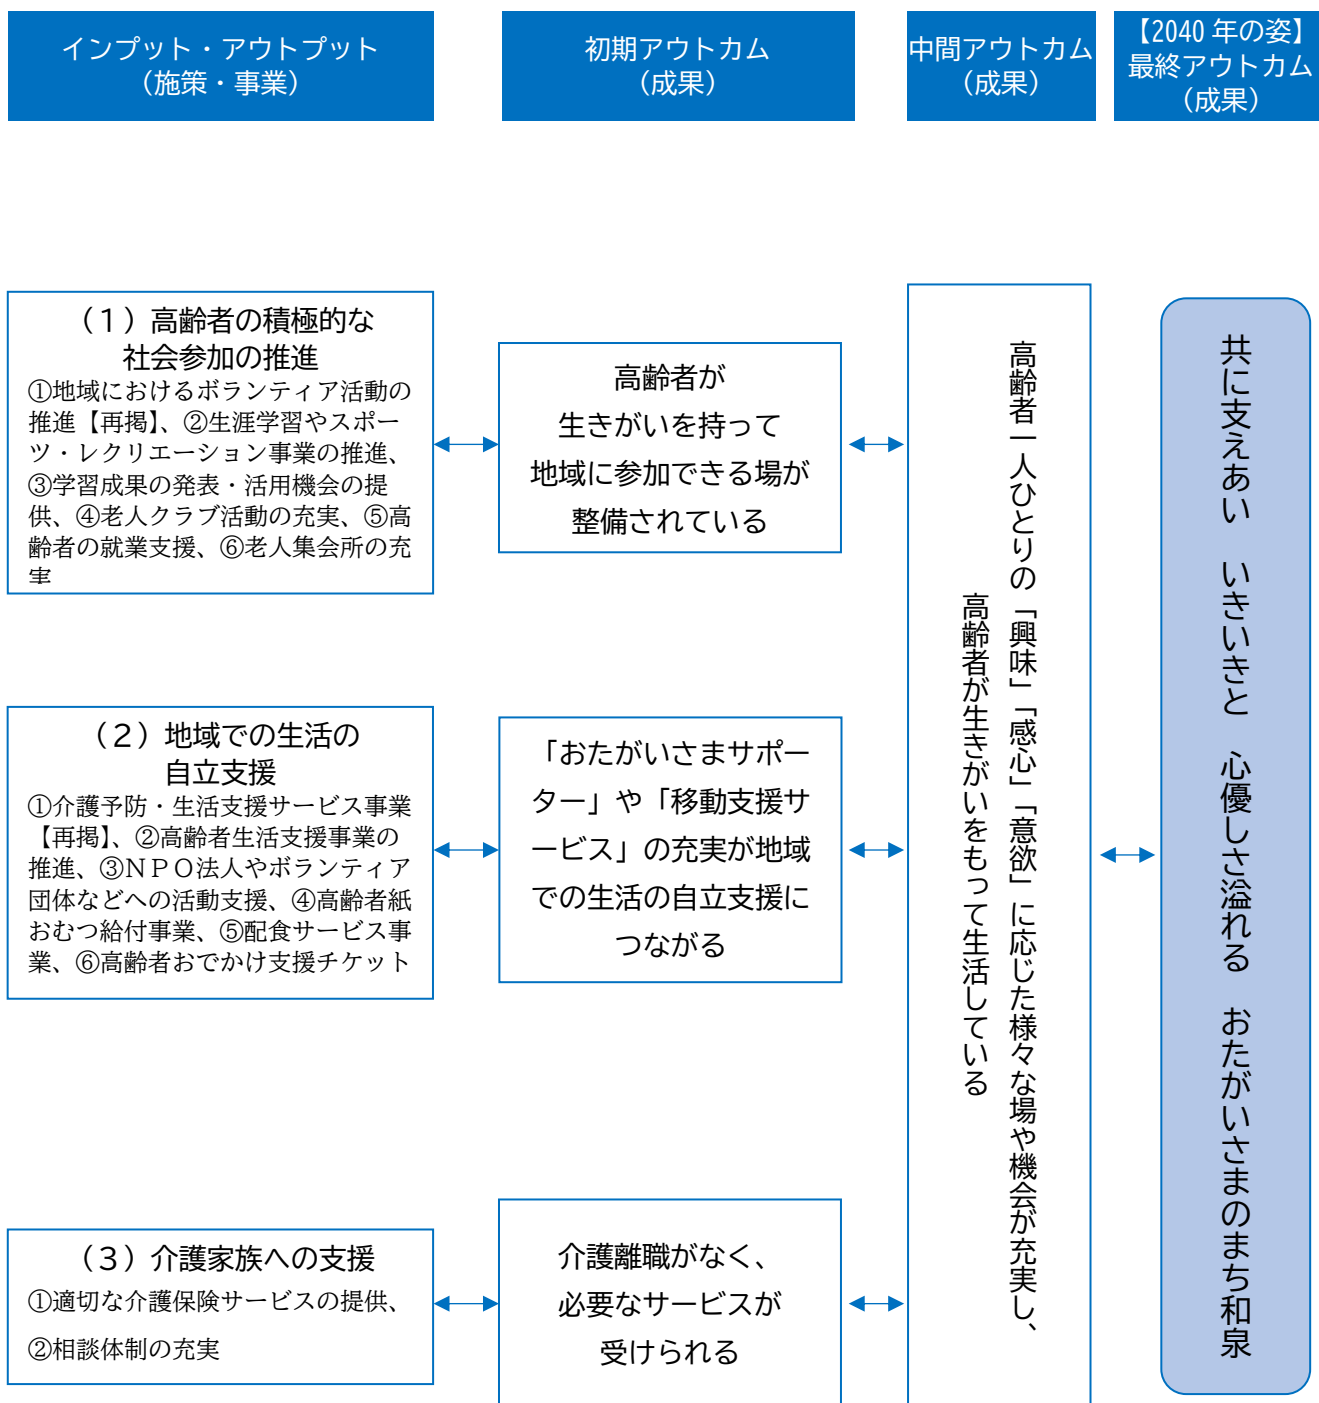 インプット・アウトプット
（施策・事業）
初期アウトカム
（成果）
中間アウトカム
（成果）
【2040 年の姿】
最終アウトカム
（成果）
（１）高齢者の積極的な
社会参加の推進
①地域におけるボランティア活動の
推進【再掲】、②生涯学習やスポー
ツ・レクリエーション事業の推進、
③学習成果の発表・活用機会の提
供、④老人クラブ活動の充実、⑤高
齢者の就業支援、⑥老人集会所の充
実
高齢者が
生きがいを持って
地域に参加できる場が
整備されている
（２）地域での生活の
自立支援
①介護予防・生活支援サービス事業
【再掲】、②高齢者生活支援事業の
推進、③ＮＰＯ法人やボランティア
団体などへの活動支援、④高齢者紙
おむつ給付事業、⑤配食サービス事
業、⑥高齢者おでかけ支援チケット
「おたがいさまサポー
ター」や「移動支援サ
ービス」の充実が地域
での生活の自立支援に
つながる
（３）介護家族への支援
①適切な介護保険サービスの提供、
②相談体制の充実
介護離職がなく、
必要なサービスが
受けられる
高齢者一人ひとりの「興味」「感心」「意欲」に応じた様々な場や機会が充実し、
高齢者が生きがいをもって生活している
共に支えあい　いきいきと　心優しさ溢れる　おたがいさまのまち和泉